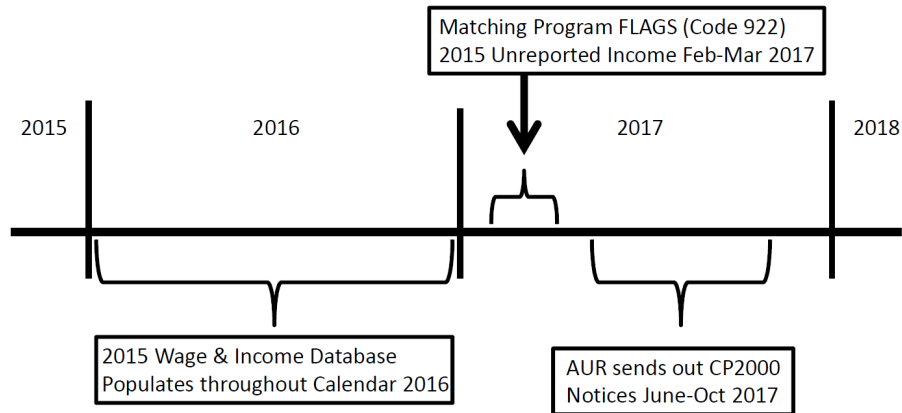 Matching Program FLAGS (Code 922)
2015 Unreported Income Feb-Mar 2017
2015
2016
2017
2018
2015 Wage & Income Database
Populates throughout Calendar 2016
AUR sends out CP2000
Notices June-Oct 2017